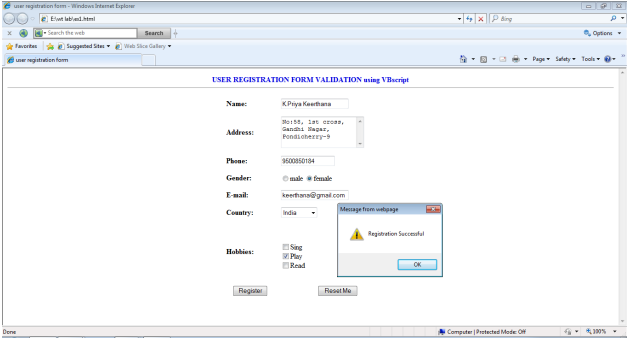 user registration form - Windows Internet Explorer
E:\wt lab\ex1.html
Bing
Search the web
Search
Options
Favorites
Suggested Sites
Web Slice Gallery
user registration form
Page
Safety
Tools
USER REGISTRATION FORM VALIDATION using VBscript
Name:
K.Priya Keerthana
Address:
No:58, 1st cross,
Gandhi Nagar,
Pondicherry-9
Phone:
9500850184
Gender:
male
female
E-mail:
keerthana@gmail.com
Country:
India
Message from webpage
Registration Successful
OK
Hobbies:
Sing
Play
Read
Register
Reset Me
Done
Computer | Protected Mode: Off
100%